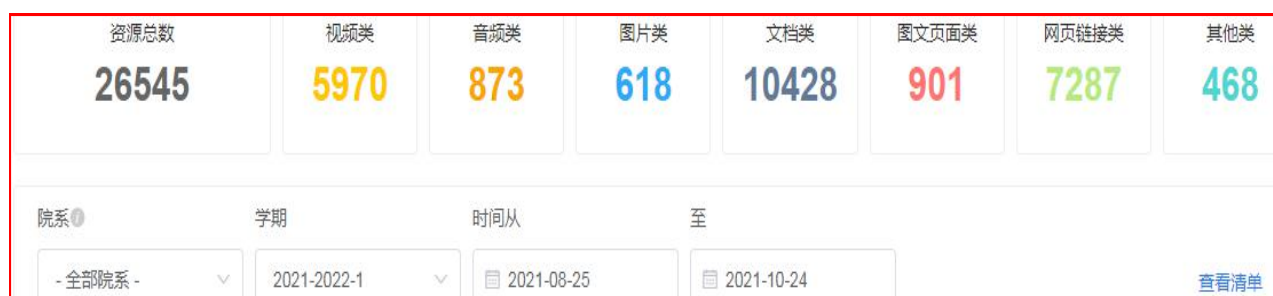 资源总数 视频类 音频类 图片类 文档类 图文页面类 网页链接类 其他类
26545 5970 873 618 10428 901 7287 468
院系 学期 时间从 至
- 全部院系 - 2021-2022-1 2021-08-25 2021-10-24 查看清单